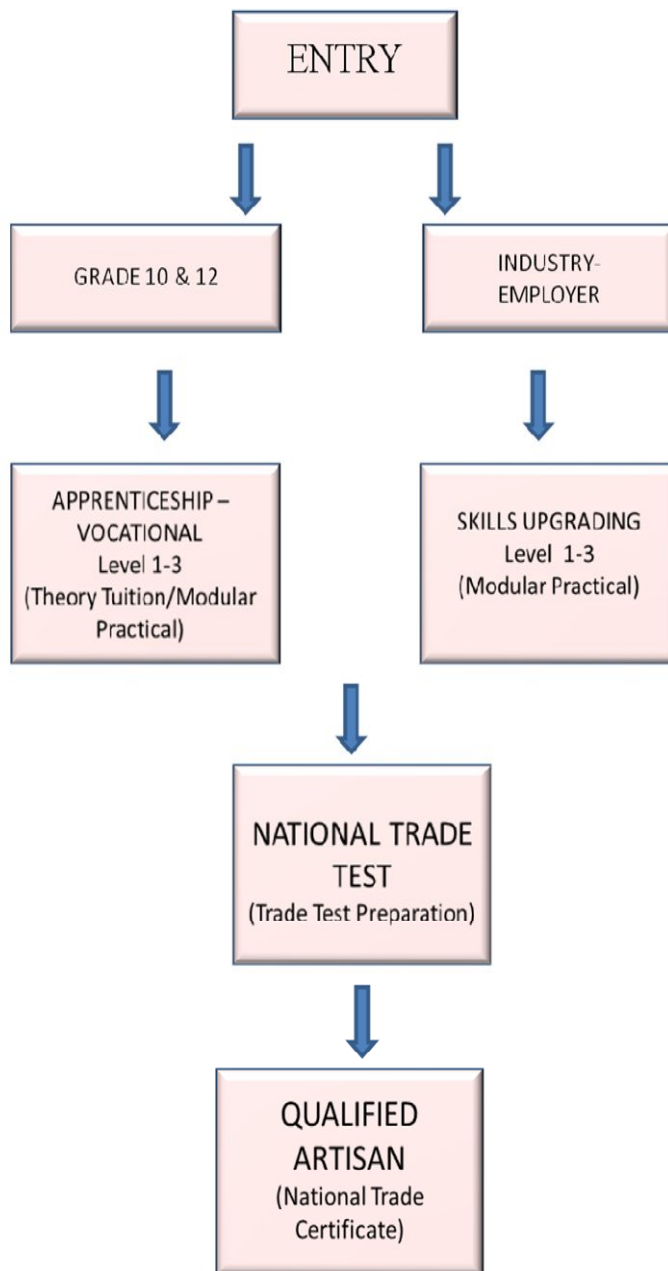 ENTRY
GRADE 10 & 12
INDUSTRY-
EMPLOYER
APPRENTICESHIP –
VOCATIONAL
Level 1-3
(Theory Tuition/Modular
Practical)
SKILLS UPGRADING
Level 1-3
(Modular Practical)
NATIONAL TRADE
TEST
(Trade Test Preparation)
QUALIFIED
ARTISAN
(National Trade
Certificate)